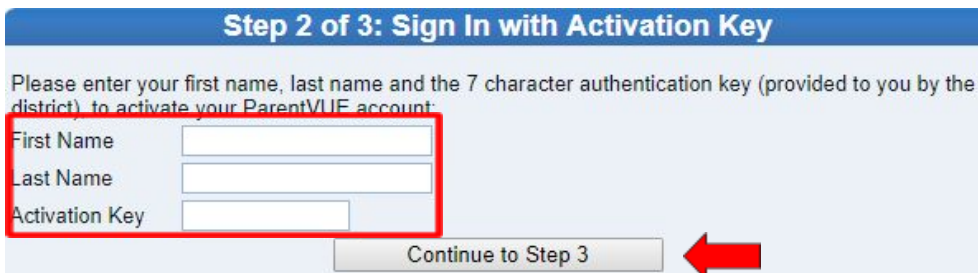 Step 2 of 3: Sign In with Activation Key
Please enter your first name, last name and the 7 character authentication key (provided to you by the
district), to activate your ParentVUE account:
First Name
Last Name
Activation Key
Continue to Step 3